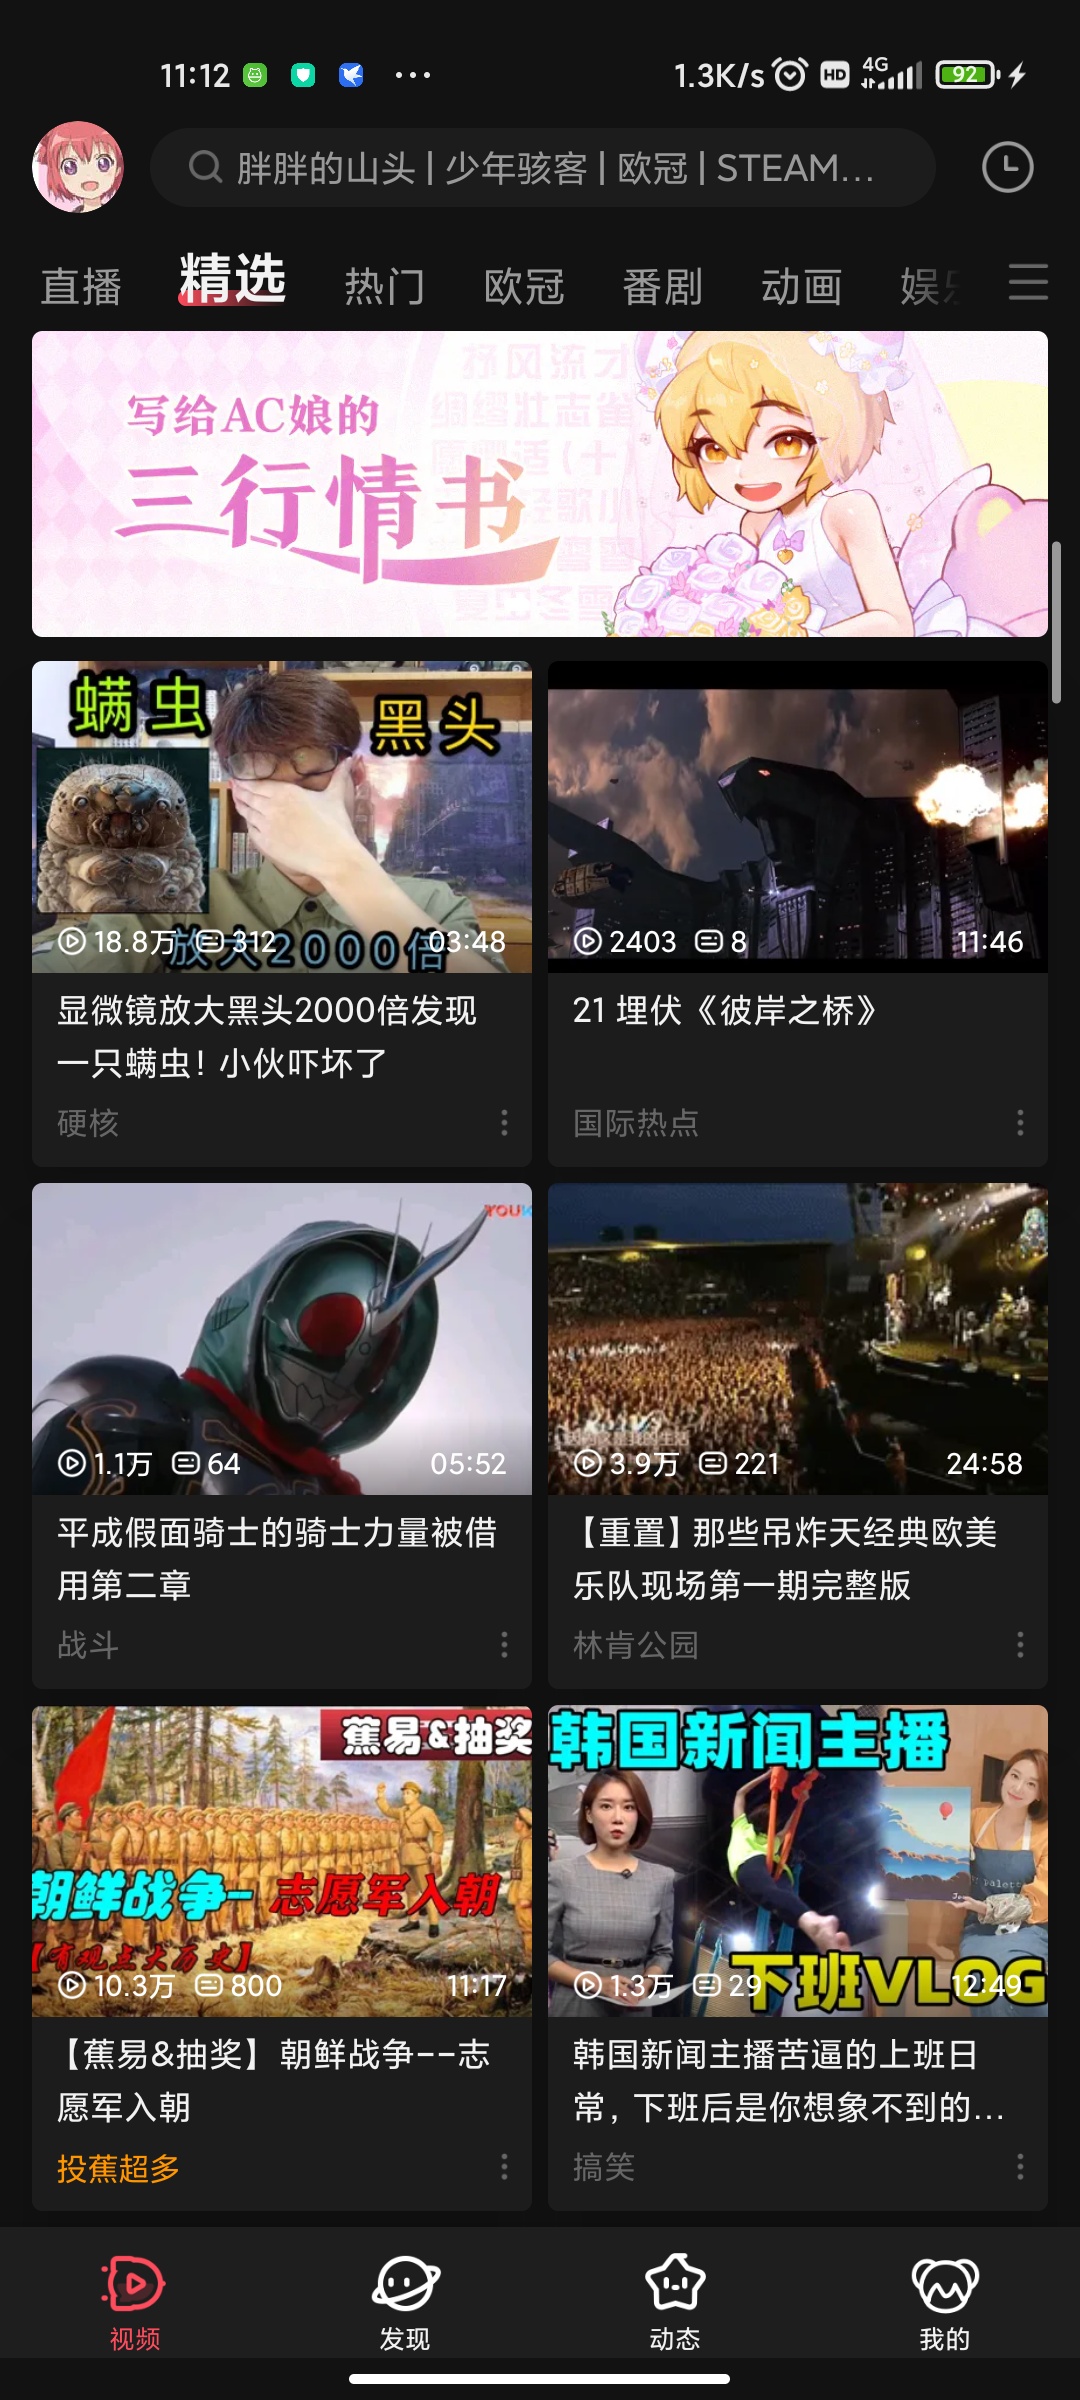 11:12
1.3K/s HD 4G 92
胖胖的山头 | 少年骇客 | 欧冠 | STEAM...
直播 精选 热门 欧冠 番剧 动画 娱乐
写给AC娘的
三行情书
螨虫 黑头
放大2000倍
18.8万 312 03:48
2403 8 11:46
显微镜放大黑头2000倍发现
一只螨虫！小伙吓坏了
硬核
21 埋伏《彼岸之桥》
国际热点
YOUK
1.1万 64 05:52
3.9万 221 24:58
平成假面骑士的骑士力量被借
用第二章
战斗
【重置】那些吊炸天经典欧美
乐队现场第一期完整版
林肯公园
蕉易&抽奖
朝鲜战争-志愿军入朝
【有观点大历史】
10.3万 800 11:17
韩国新闻主播
下班VLOG
1.3万 29 12:49
【蕉易&抽奖】朝鲜战争--志
愿军入朝
投蕉超多
韩国新闻主播苦逼的上班日
常，下班后是你想象不到的...
搞笑
视频 发现 动态 我的